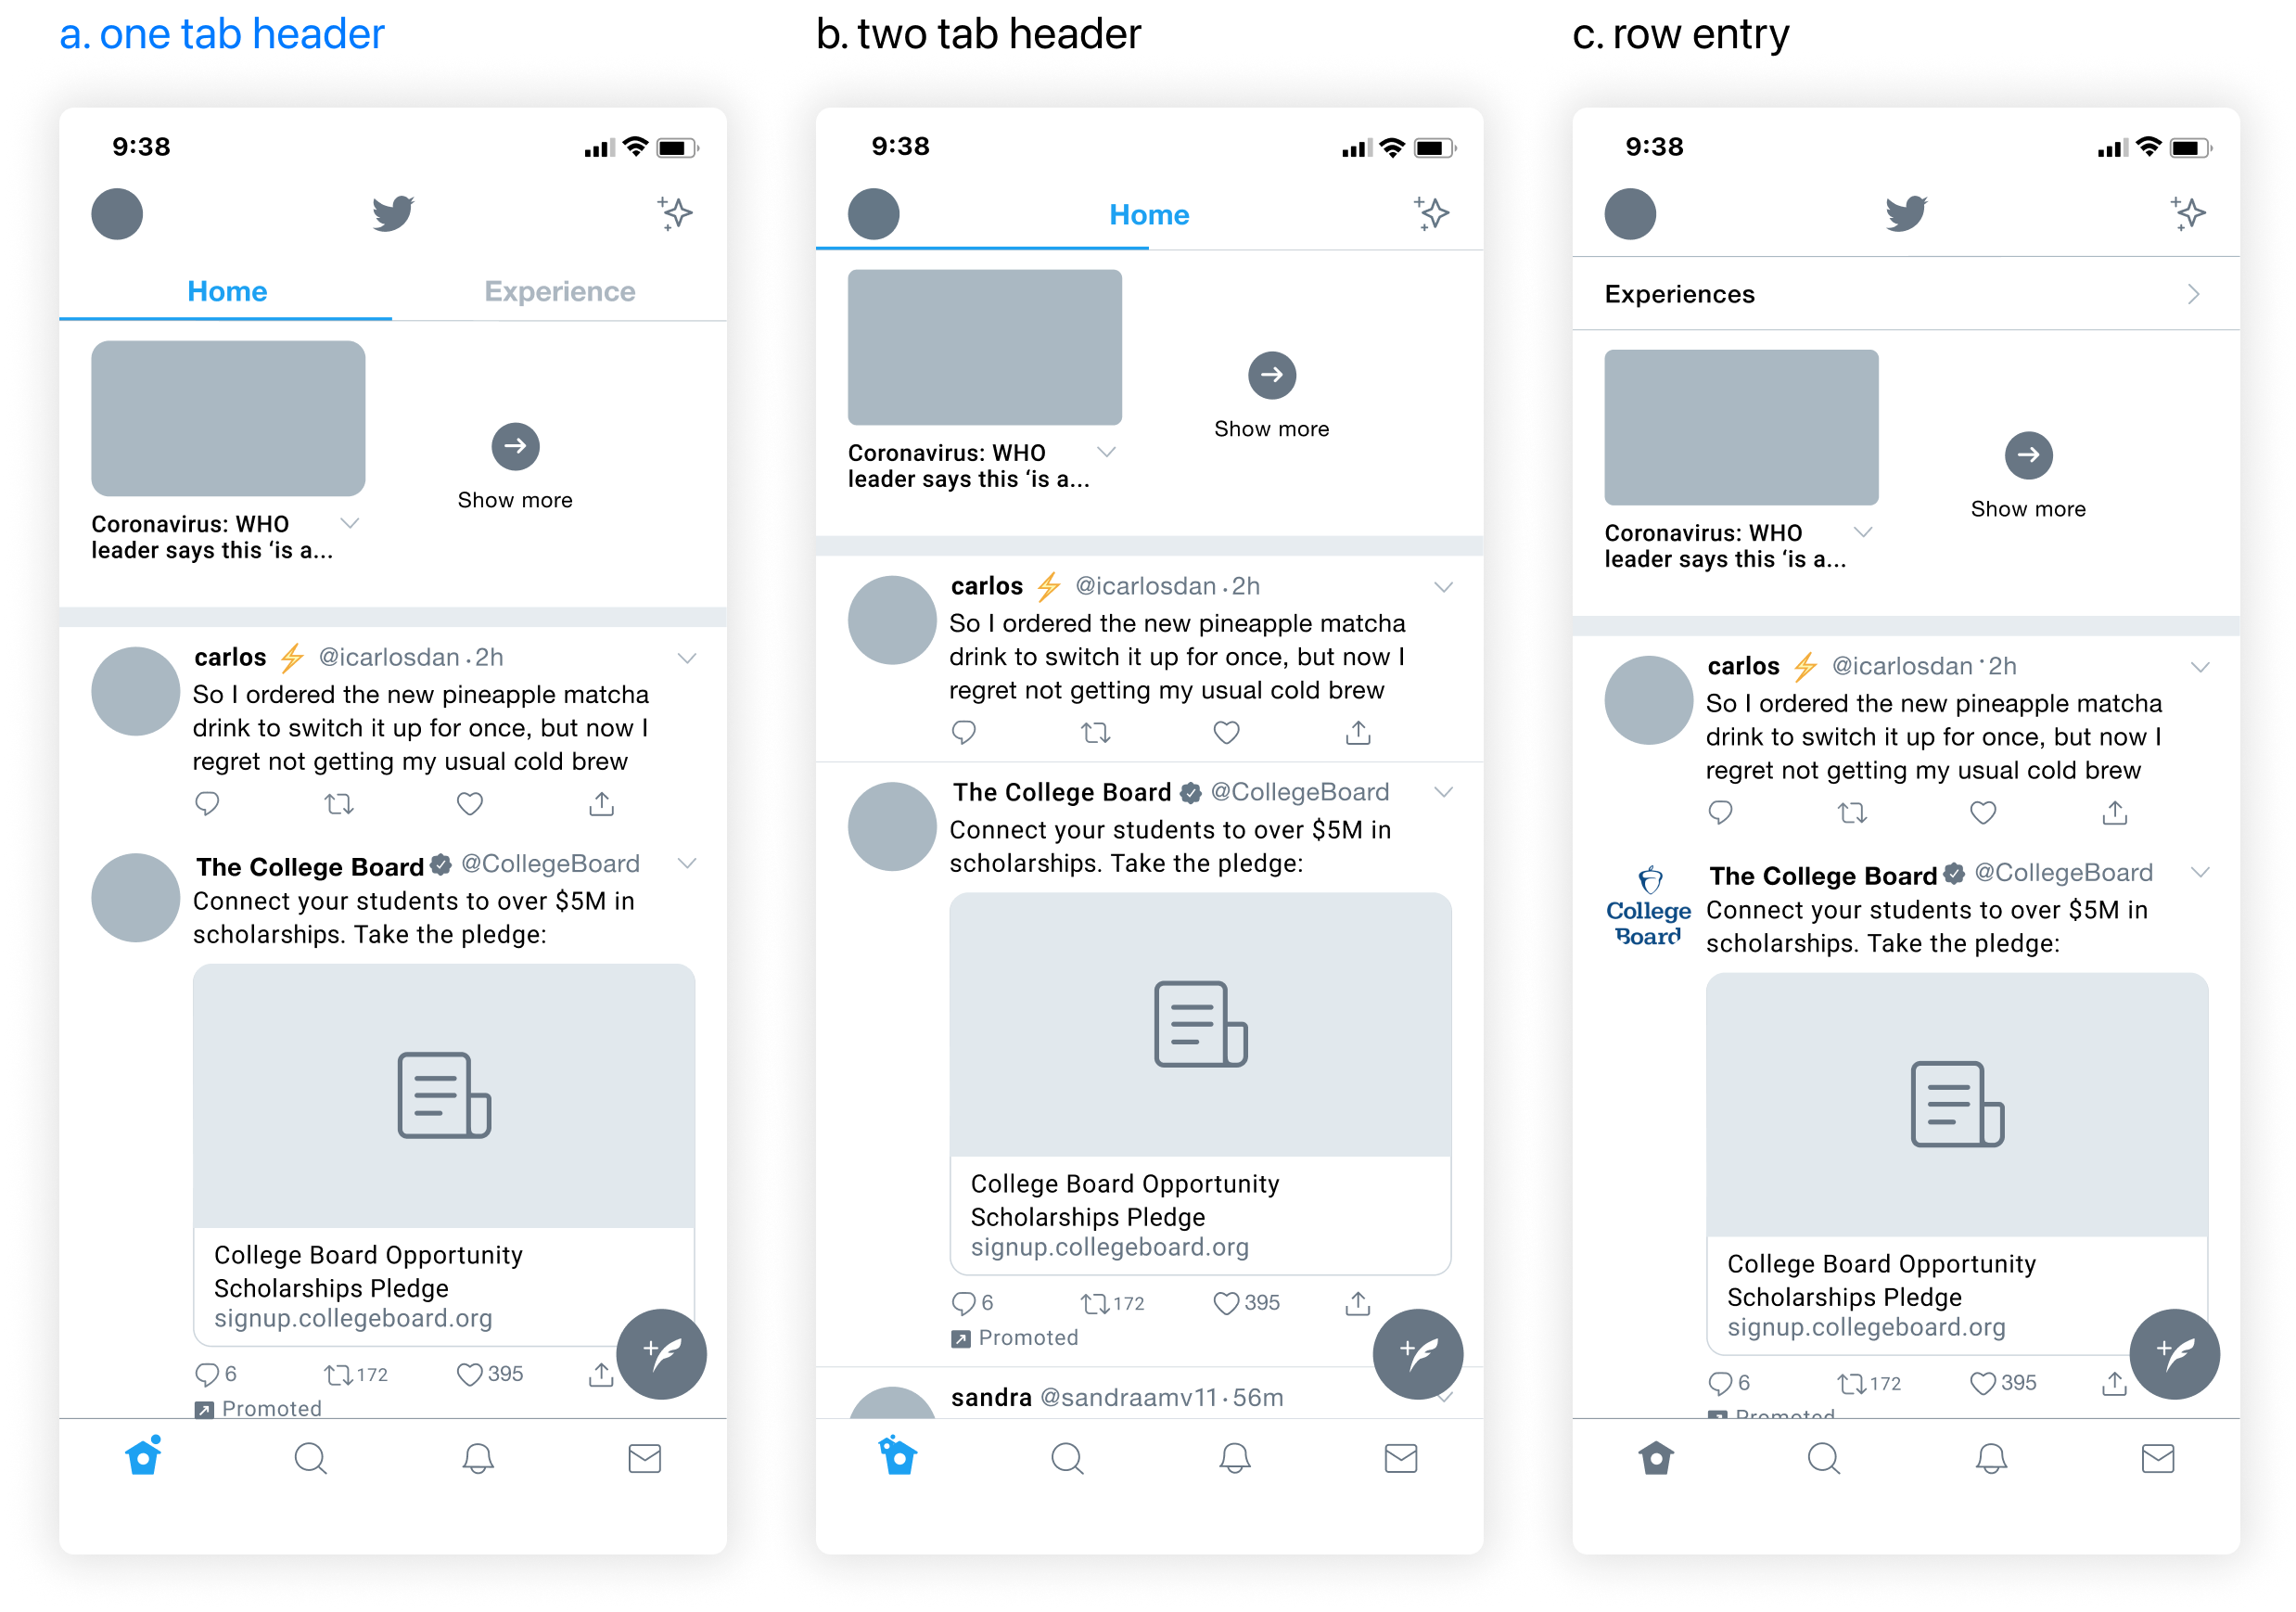 a. one tab header
9:38
Home
Experience
Show more
Coronavirus: WHO
leader says this ‘is a...
carlos ⚡ @icarlosdan · 2h
So I ordered the new pineapple matcha
drink to switch it up for once, but now I
regret not getting my usual cold brew
The College Board @CollegeBoard
Connect your students to over $5M in
scholarships. Take the pledge:
College Board Opportunity
Scholarships Pledge
signup.collegeboard.org
6 172 395
Promoted
b. two tab header
9:38
Home
Show more
Coronavirus: WHO
leader says this ‘is a...
carlos ⚡ @icarlosdan · 2h
So I ordered the new pineapple matcha
drink to switch it up for once, but now I
regret not getting my usual cold brew
The College Board @CollegeBoard
Connect your students to over $5M in
scholarships. Take the pledge:
College Board Opportunity
Scholarships Pledge
signup.collegeboard.org
6 172 395
Promoted
sandra @sandraamv11 · 56m
c. row entry
9:38
Experiences
Show more
Coronavirus: WHO
leader says this ‘is a...
carlos ⚡ @icarlosdan · 2h
So I ordered the new pineapple matcha
drink to switch it up for once, but now I
regret not getting my usual cold brew
College
Board
The College Board @CollegeBoard
Connect your students to over $5M in
scholarships. Take the pledge:
College Board Opportunity
Scholarships Pledge
signup.collegeboard.org
6 172 395
Promoted